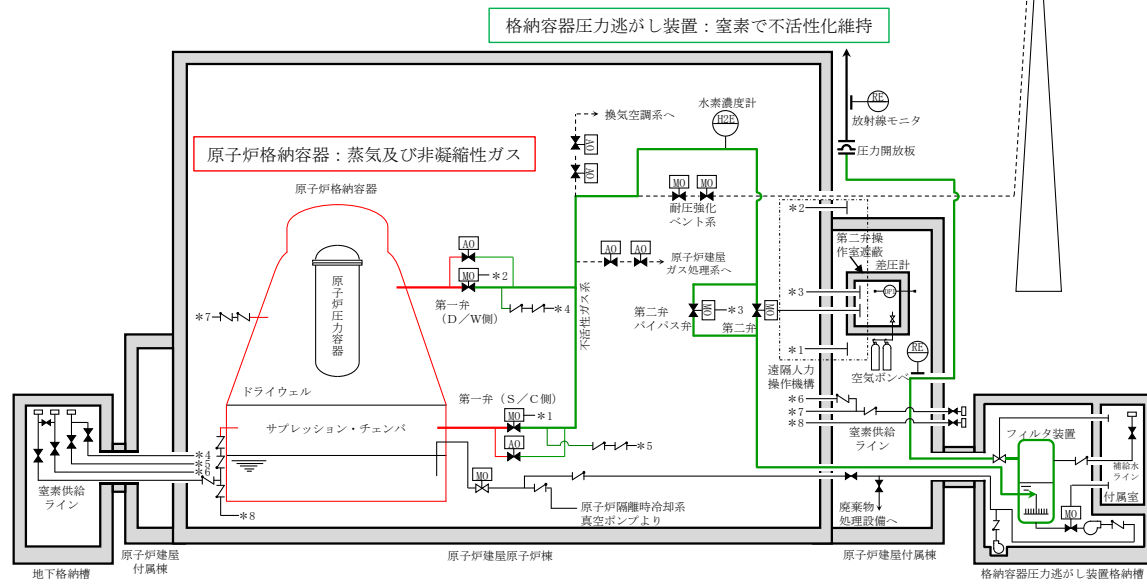 格納容器圧力逃がし装置：窒素で不活性化維持
水素濃度計
H2E
RE
放射線モニタ
換気空調系へ
AO
AO
圧力開放板
原子炉格納容器：蒸気及び非凝縮性ガス
原子炉格納容器
MO
MO
耐圧強化
ベント系
＊2
第二弁操
作室遮蔽
差圧計
DPI
AO
MO
＊2
AO
AO
原子炉建屋
ガス処理系へ
第一弁
（D／W側）
＊4
不活性ガス系
原子炉圧力容器
＊7
MO
＊3
MO
第二弁
バイパス弁
第二弁
＊3
＊1
RE
遠隔人力
操作機構
空気ボンベ
ドライウェル
第一弁（S／C側）
MO
＊1
AO
＊5
サプレッション・チェンバ
＊6
＊7
＊8
窒素供給
ライン
フィルタ装置
＊4
＊5
＊6
補給水
ライン
付属室
窒素供給
ライン
MO
MO
＊8
原子炉隔離時冷却系
真空ポンプより
廃棄物
処理設備へ
地下格納槽
原子炉建屋
付属棟
原子炉建屋原子炉棟
原子炉建屋付属棟
格納容器圧力逃がし装置格納槽